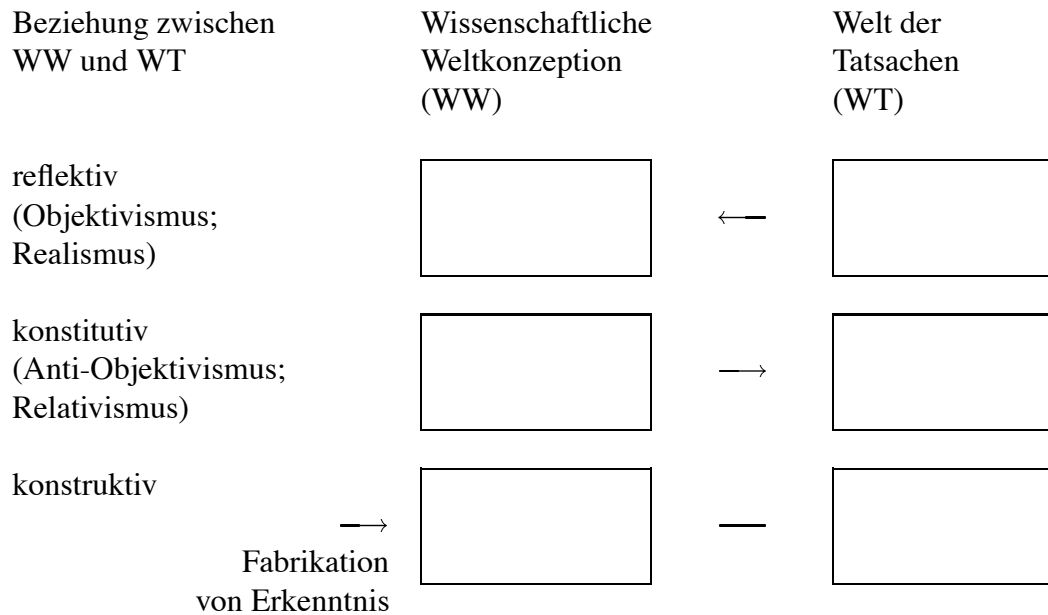 Beziehung zwischen
WW und WT
Wissenschaftliche
Weltkonzeption
(WW)
Welt der
Tatsachen
(WT)
reflektiv
(Objektivismus;
Realismus)
konstitutiv
(Anti-Objektivismus;
Relativismus)
konstruktiv
Fabrikation
von Erkenntnis